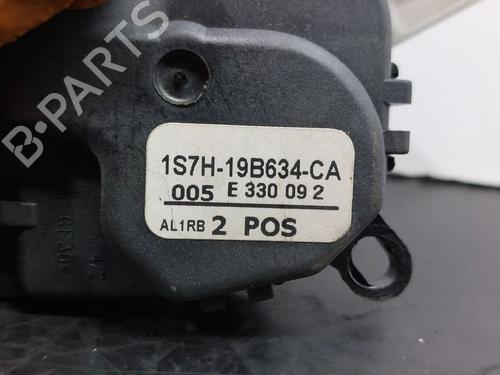 B-PARTS
1S7H-19B634-CA
005 E 330 09 2
AL1RB 2 POS